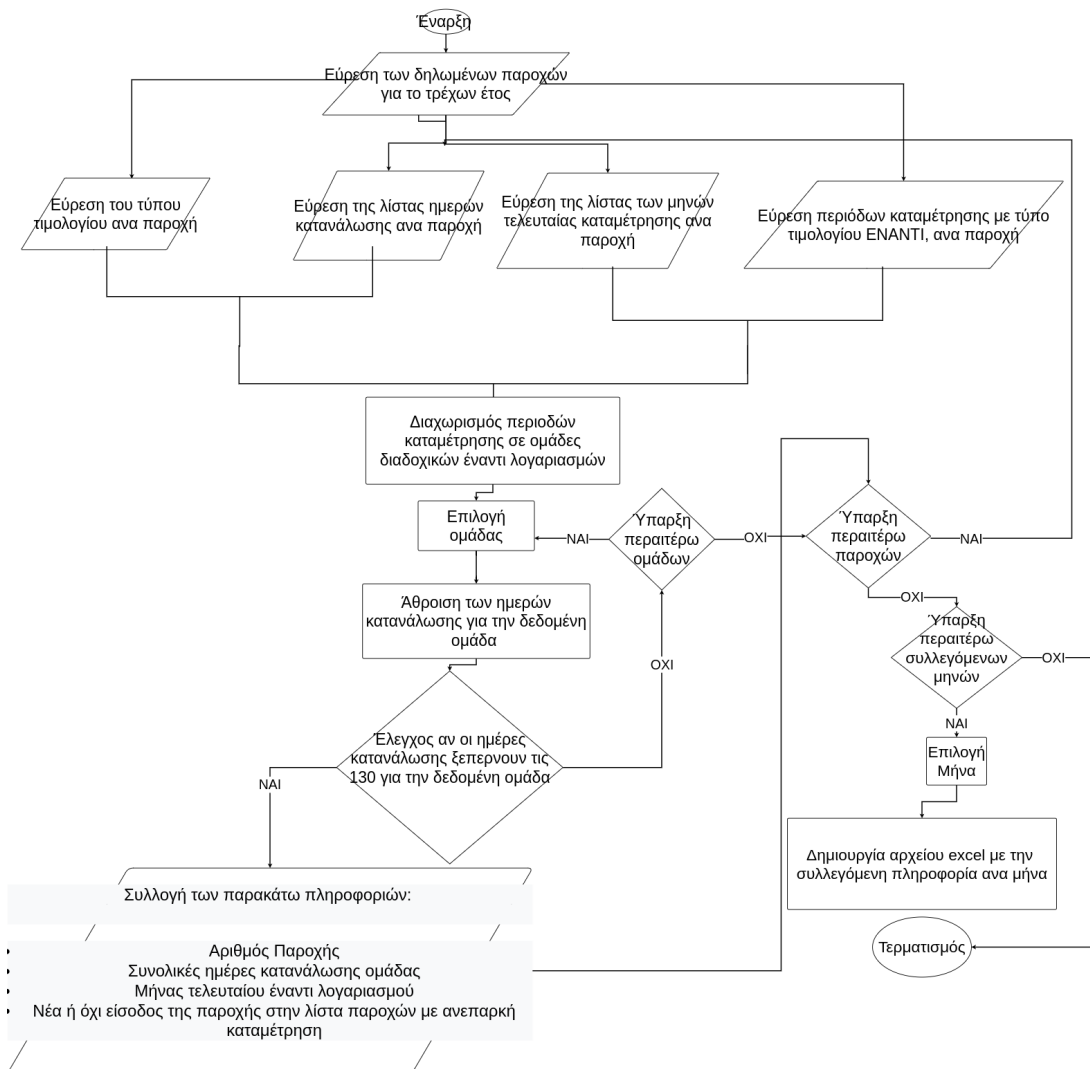 Έναρξη
Εύρεση των δηλωμένων παροχών
για το τρέχων έτος
Εύρεση του τύπου
τιμολογίου ανα παροχή
Εύρεση της λίστας ημερών
κατανάλωσης ανα παροχή
Εύρεση της λίστας των μηνών
τελευταίας καταμέτρησης ανα
παροχή
Εύρεση περιόδων καταμέτρησης με τύπο
τιμολογίου ΕΝΑΝΤΙ, ανα παροχή
Διαχωρισμός περιοδών
καταμέτρησης σε ομάδες
διαδοχικών έναντι λογαριασμών
Επιλογή
ομάδας
ΝΑΙ
Ύπαρξη
περαιτέρω
ομάδων
ΟΧΙ
Ύπαρξη
περαιτέρω
παροχών
ΝΑΙ
Άθροιση των ημερών
κατανάλωσης για την δεδομένη
ομάδα
ΟΧΙ
ΟΧΙ
Ύπαρξη
περαιτέρω
συλλεγόμενων
μηνών
ΟΧΙ
ΝΑΙ
Έλεγχος αν οι ημέρες
κατανάλωσης ξεπερνουν τις
130 για την δεδομένη ομάδα
ΝΑΙ
Επιλογή
Μήνα
Δημιουργία αρχείου excel με την
συλλεγόμενη πληροφορία ανα μήνα
Τερματισμός
Συλλογή των παρακάτω πληροφοριών:
Αριθμός Παροχής
Συνολικές ημέρες κατανάλωσης ομάδας
Μήνας τελευταίου έναντι λογαριασμού
Νέα ή όχι είσοδος της παροχής στην λίστα παροχών με ανεπαρκή
καταμέτρηση